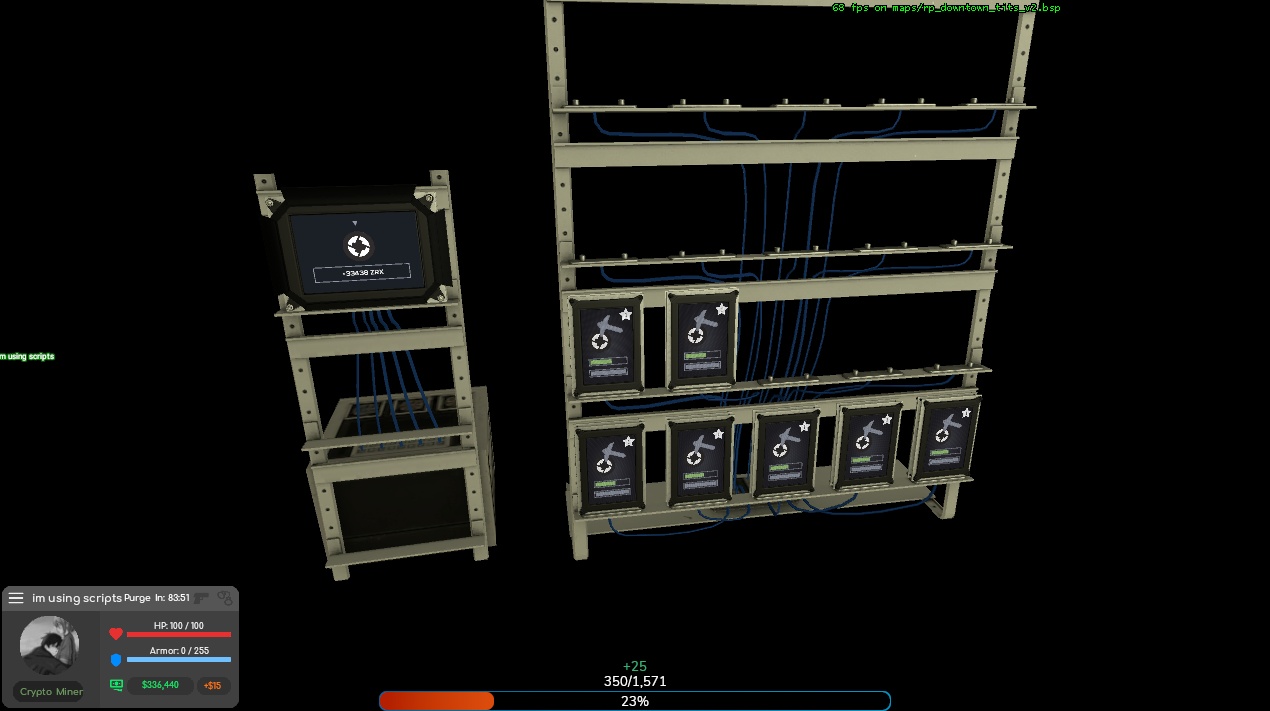 68 fps on maps/rp_downtown_tits_v2.bsp
+33438 ZRX
m using scripts
im using scripts Purge In: 83:51
HP: 100 / 100
Armor: 0 / 255
$336,440 +$15
Crypto Miner
+25
350/1,571
23%